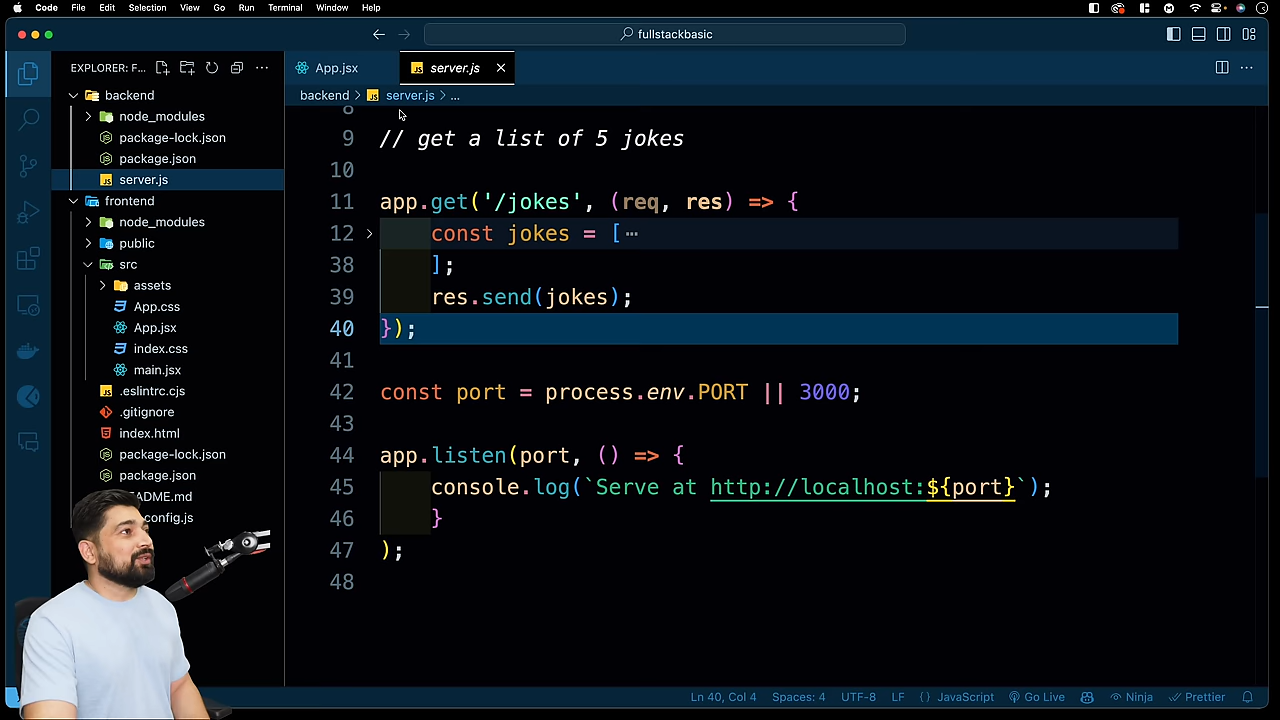 Code File Edit Selection View Go Run Terminal Window Help
fullstackbasic
EXPLORER: F...
App.jsx
server.js
backend
node_modules
package-lock.json
package.json
server.js
frontend
node_modules
public
src
assets
App.css
App.jsx
index.css
main.jsx
.eslintrc.cjs
.gitignore
index.html
package-lock.json
package.json
README.md
config.js
backend > server.js > ...
8
9 // get a list of 5 jokes
10
11 app.get('/jokes', (req, res) => {
12 const jokes = [ ⋯
38 ];
39 res.send(jokes);
40 });
41
42 const port = process.env.PORT || 3000;
43
44 app.listen(port, () => {
45 console.log(`Serve at http://localhost:${port}`);
46 }
47 );
48
Ln 40, Col 4 Spaces: 4 UTF-8 LF {} JavaScript Go Live Ninja Prettier